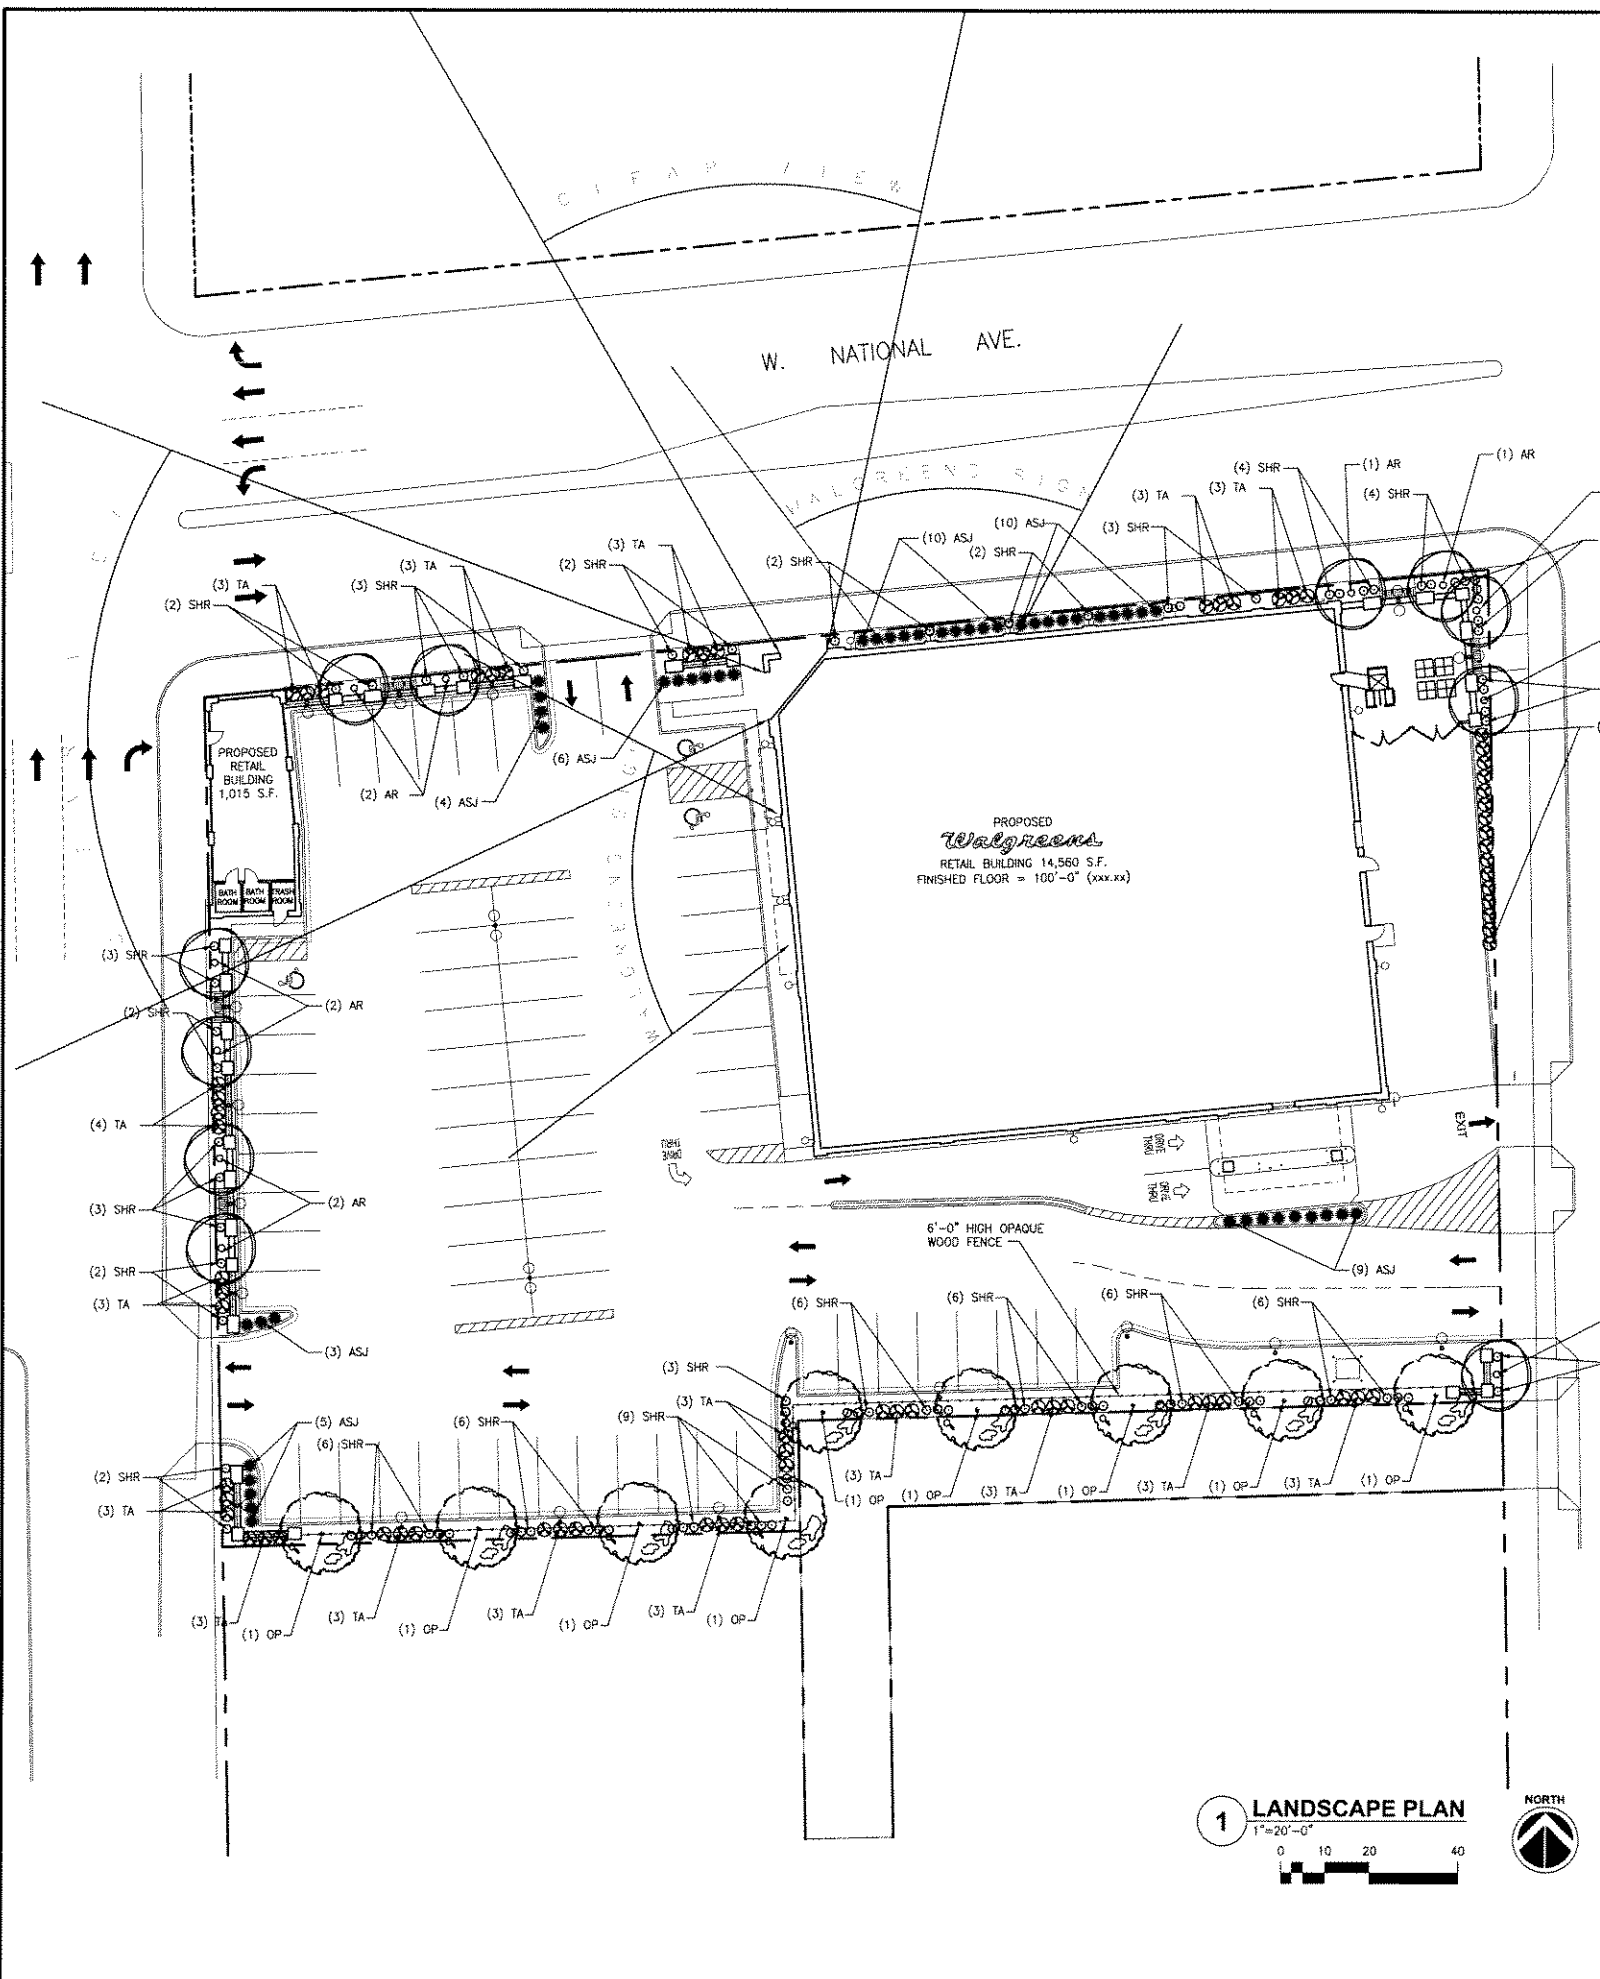 CLEAR VIEW
W. NATIONAL AVE.
WALGREENS SIGN
(1) AR
(4) SHR
(1) AR
(4) SHR
(3) TA
(3) TA
(10) ASJ
(3) SHR
(10) ASJ
(2) SHR
(3) TA
(2) SHR
(2) SHR
(3) TA
(3) SHR
(3) TA
(2) SHR
PROPOSED
RETAIL
BUILDING
1,015 S.F.
(6) ASJ
(2) AR
(4) ASJ
PROPOSED
Walgreens
RETAIL BUILDING 14,560 S.F.
FINISHED FLOOR = 100'-0" (xxx.xx)
BATH ROOM
BATH ROOM
TRASH ROOM
WALGREENS SIGN
(3) SHR
(2) AR
(2) SHR
(4) TA
EXIT
DRIVE THRU
DRIVE THRU
DRIVE THRU
(2) AR
(3) SHR
6'-0" HIGH OPAQUE
WOOD FENCE
(2) SHR
(9) ASJ
(3) TA
(6) SHR
(6) SHR
(6) SHR
(6) SHR
(3) ASJ
(3) SHR
(3) TA
(5) ASJ
(6) SHR
(6) SHR
(9) SHR
(2) SHR
(3) TA
(3) TA
(1) OP
(1) OP
(3) TA
(1) OP
(3) TA
(1) OP
(3) TA
(1) OP
(3) TA
(1) OP
(3) TA
(1) OP
(3) TA
(1) OP
(3) TA
(1) OP
1 LANDSCAPE PLAN
1"=20'-0"
0 10 20 40
NORTH